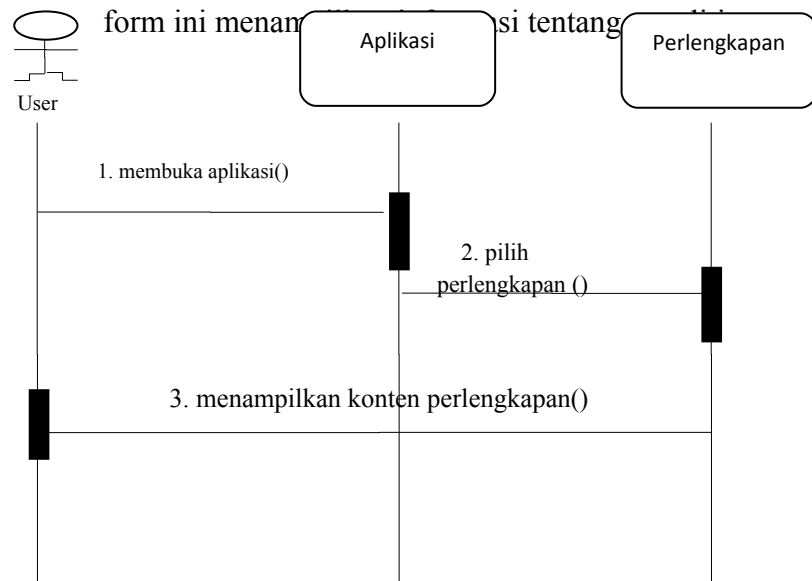 form ini menam si tentang
Aplikasi
Perlengkapan
User
1. membuka aplikasi()
2. pilih
perlengkapan ()
3. menampilkan konten perlengkapan()